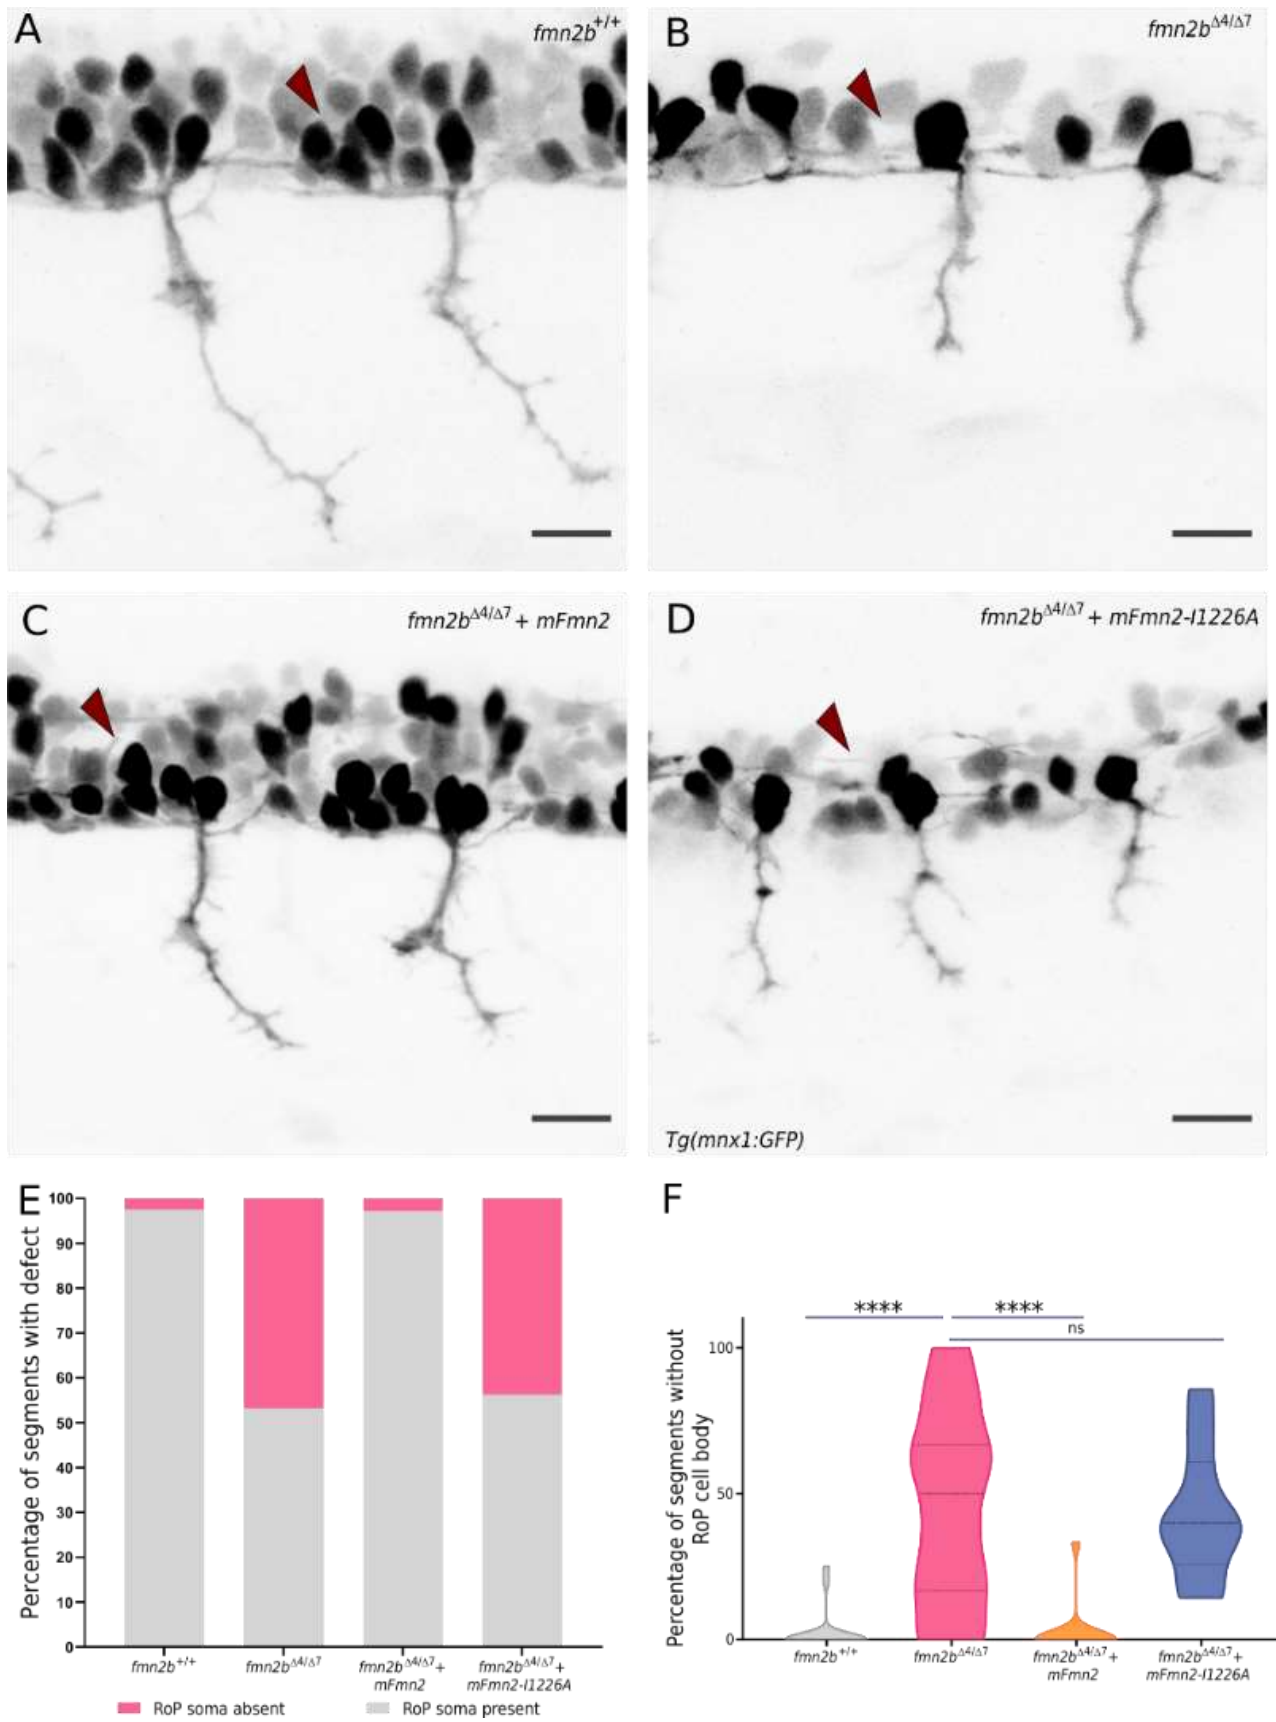 A
fmn2b+/+
B
fmn2bΔ4/Δ7
C
fmn2bΔ4/Δ7 + mFmn2
D
fmn2bΔ4/Δ7 + mFmn2-I1226A
Tg(mnx1:GFP)
E
Percentage of segments with defect
100
90
80
70
60
50
40
30
20
10
0
fmn2b+/+
fmn2bΔ4/Δ7
fmn2bΔ4/Δ7+
mFmn2
fmn2bΔ4/Δ7+
mFmn2-I1226A
RoP soma absent
RoP soma present
F
Percentage of segments without
RoP cell body
****
****
ns
100
50
0
fmn2b+/+
fmn2bΔ4/Δ7
fmn2bΔ4/Δ7+
mFmn2
fmn2bΔ4/Δ7+
mFmn2-I1226A